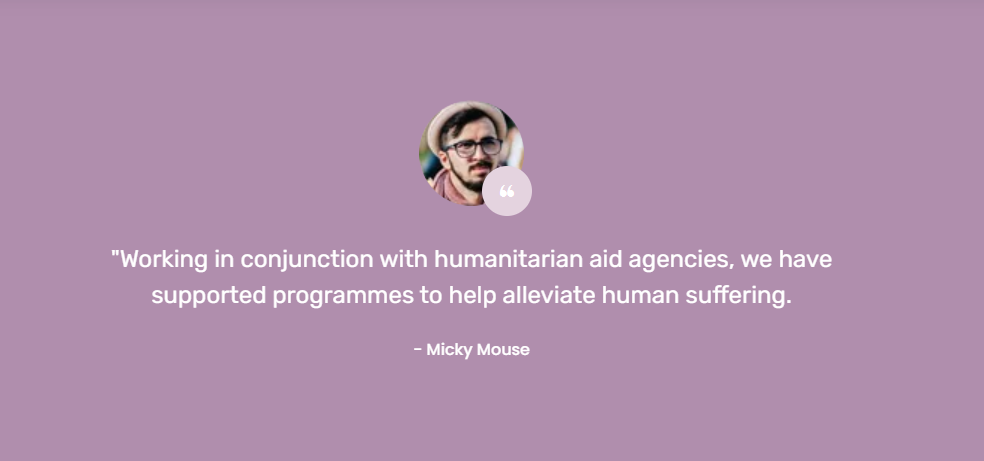 ❝
"Working in conjunction with humanitarian aid agencies, we have
supported programmes to help alleviate human suffering.
- Micky Mouse